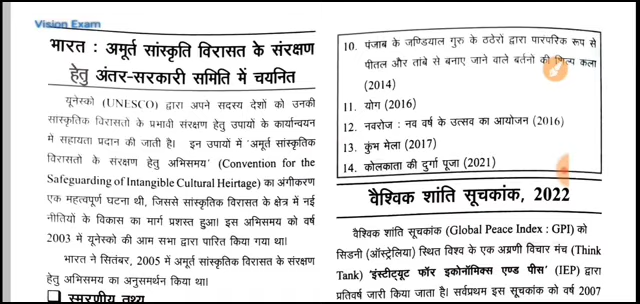 Vision Exam
भारत : अमूर्त सांस्कृति विरासत के संरक्षण
हेतु अंतर-सरकारी समिति में चयनित
यूनेस्को (UNESCO) द्वारा अपने सदस्य देशों को उनकी
सांस्कृतिक विरासतो के प्रभावी संरक्षण हेतु उपायों के कार्यान्वयन
मे सहायता प्रदान की जाती है। इन उपायों में 'अमूर्त सांस्कृतिक
विरासतो के संरक्षण हेतु अभिसमय' (Convention for the
Safeguarding of Intangible Cultural Heirtage) का अंगीकरण
एक महत्वपूर्ण घटना थी, जिससे सांस्कृतिक विरासत के क्षेत्र में नई
नीतियों के विकास का मार्ग प्रशस्त हुआ। इस अभिसमय को वर्ष
2003 में यूनेस्को की आम सभा द्वारा पारित किया गया था।
भारत ने सितंबर, 2005 में अमूर्त सांस्कृतिक विरासत के संरक्षण
हेतु अभिसमय का अनुसमर्थन किया था।
स्मरणीय तथ्य
10. पंजाब के जण्डियाल गुरु के ठठेरों द्वारा पारंपरिक रूप से
पीतल और तांबे से बनाए जाने वाले बर्तनो की शिल्प कला
(2014)
11. योग (2016)
12. नवरोज : नव वर्ष के उत्सव का आयोजन (2016)
13. कुंभ मेला (2017)
14. कोलकाता की दुर्गा पूजा (2021)
वैश्विक शांति सूचकांक, 2022
वैश्विक शांति सूचकांक (Global Peace Index : GPI) को
सिडनी (ऑस्ट्रेलिया) स्थित विश्व के एक अग्रणी विचार मंच (Think
Tank) 'इंस्टीट्यूट फॉर इकोनॉमिक्स एण्ड पीस' (IEP) द्वारा
प्रतिवर्ष जारी किया जाता है। सर्वप्रथम इस सूचकांक को वर्ष 2007